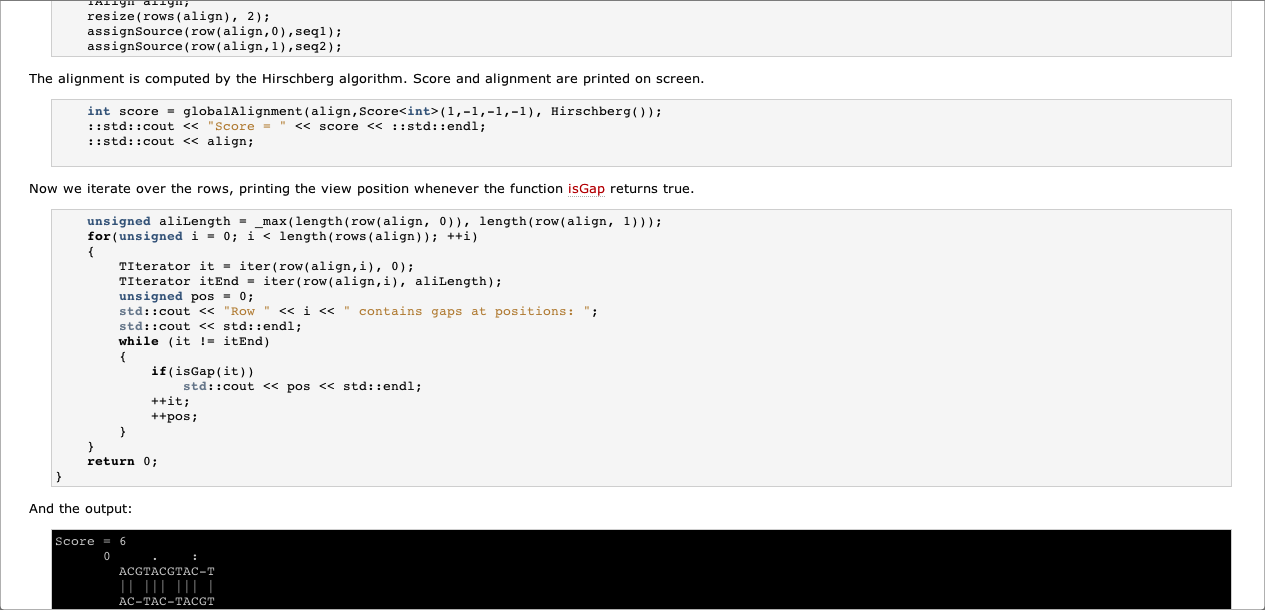 TAlign align;
resize(rows(align), 2);
assignSource(row(align,0),seq1);
assignSource(row(align,1),seq2);
The alignment is computed by the Hirschberg algorithm. Score and alignment are printed on screen.
int score = globalAlignment(align,Score<int>(1,-1,-1,-1), Hirschberg());
::std::cout << "Score = " << score << ::std::endl;
::std::cout << align;
Now we iterate over the rows, printing the view position whenever the function isGap returns true.
unsigned aliLength = _max(length(row(align, 0)), length(row(align, 1)));
for(unsigned i = 0; i < length(rows(align)); ++i)
{
TIterator it = iter(row(align,i), 0);
TIterator itEnd = iter(row(align,i), aliLength);
unsigned pos = 0;
std::cout << "Row " << i << " contains gaps at positions: ";
std::cout << std::endl;
while (it != itEnd)
{
if(isGap(it))
std::cout << pos << std::endl;
++it;
++pos;
}
}
return 0;
}
And the output:
Score = 6
0 . :
ACGTACGTAC-T
|| ||| ||| |
AC-TAC-TACGT